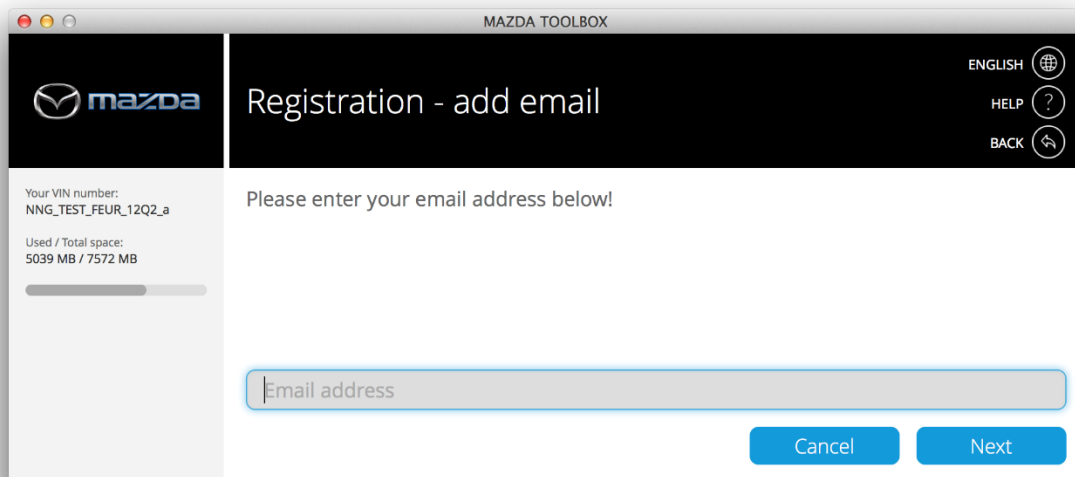 MAZDA TOOLBOX
mazda
Registration - add email
ENGLISH
HELP ?
BACK
Your VIN number:
NNG_TEST_FEUR_12Q2_a
Used / Total space:
5039 MB / 7572 MB
Please enter your email address below!
Email address
Cancel
Next